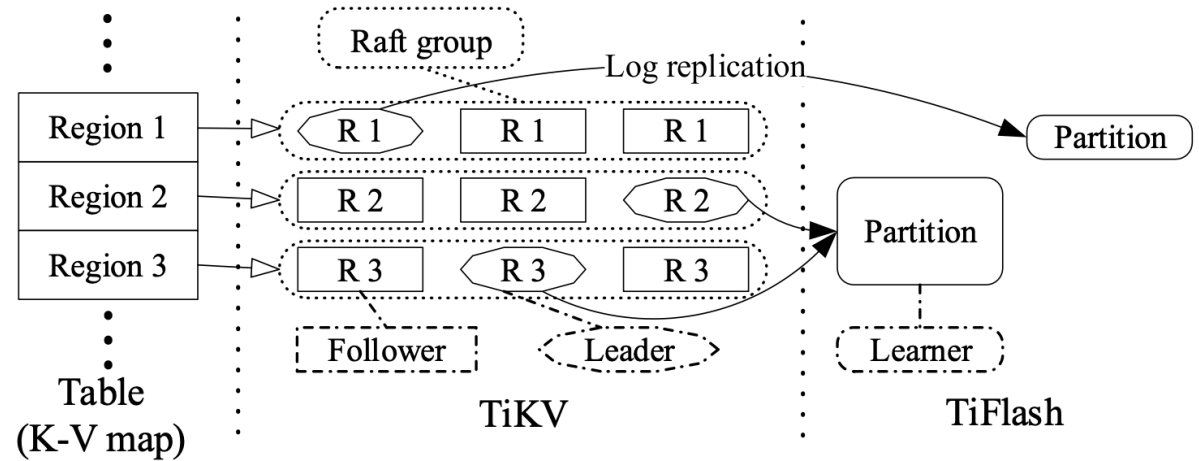 Raft group
Log replication
Region 1
R 1
R 1
R 1
Partition
Region 2
R 2
R 2
R 2
Partition
Region 3
R 3
R 3
R 3
Follower
Leader
Learner
Table
(K-V map)
TiKV
TiFlash